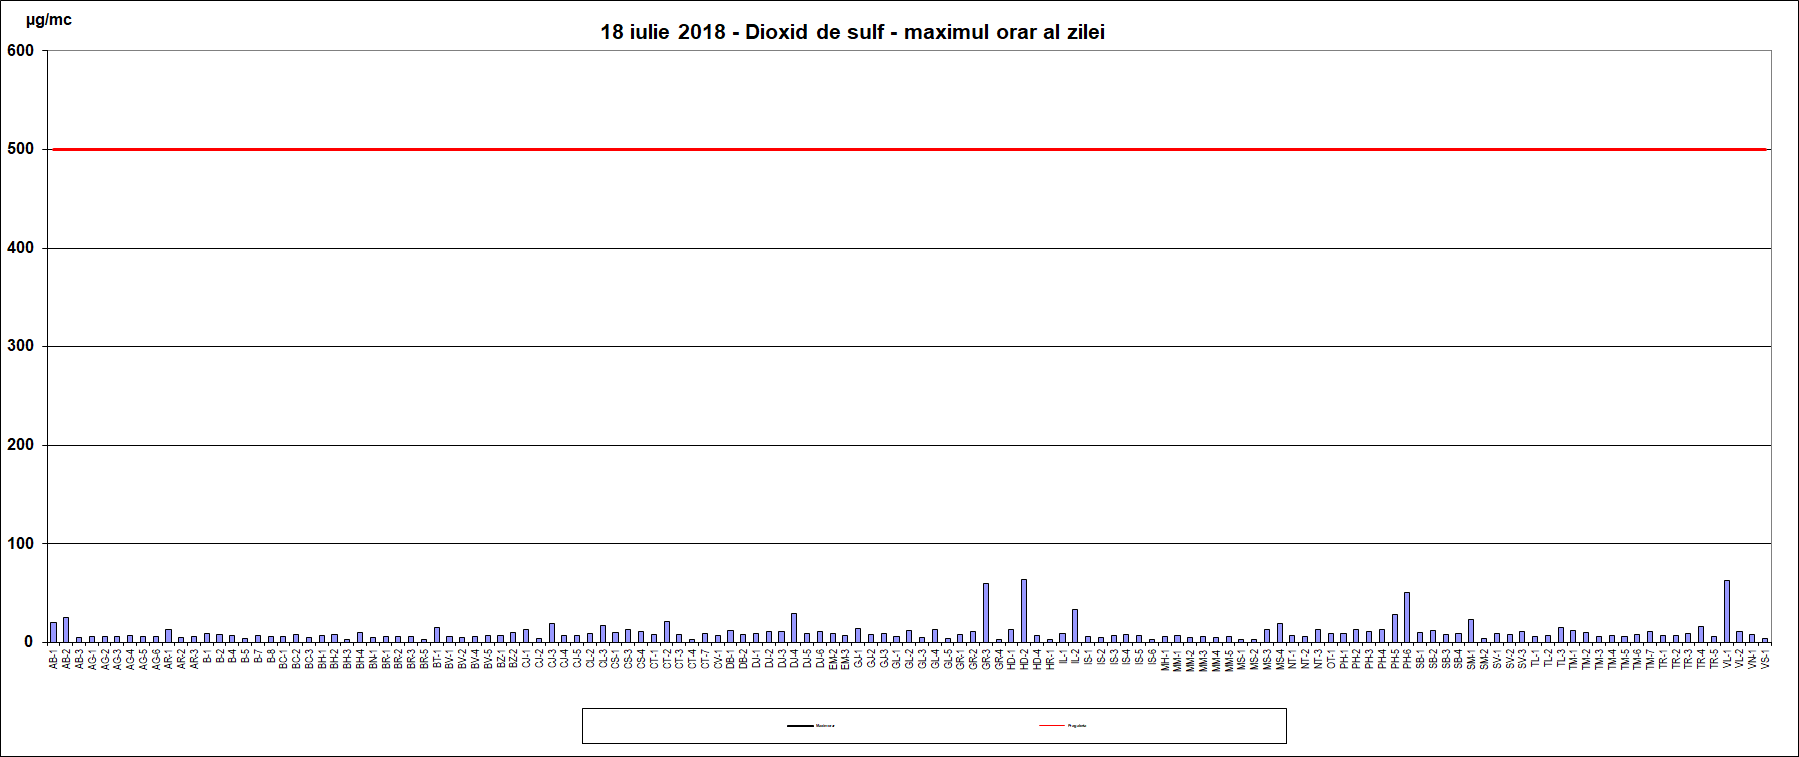 µg/mc
18 iulie 2018 - Dioxid de sulf - maximul orar al zilei
600
500
400
300
200
100
0
AB-1 AB-2 AB-3 AG-1 AG-2 AG-3 AG-4 AG-5 AG-6 AR-1 AR-2 AR-3 B-1 B-2 B-4 B-5 B-7 B-8 BC-1 BC-2 BC-3 BH-1 BH-2 BH-3 BH-4 BN-1 BR-1 BR-2 BR-3 BR-5 BT-1 BV-1 BV-2 BV-4 BV-5 BZ-1 BZ-2 CJ-1 CJ-2 CJ-3 CJ-4 CJ-5 CL-2 CL-3 CS-1 CS-3 CS-4 CT-1 CT-2 CT-3 CT-4 CT-7 CV-1 DB-1 DB-2 DJ-1 DJ-2 DJ-3 DJ-4 DJ-5 DJ-6 EM-2 EM-3 GJ-1 GJ-2 GJ-3 GL-1 GL-2 GL-3 GL-4 GL-5 GR-1 GR-2 GR-3 GR-4 HD-1 HD-2 HD-4 HR-1 IL-1 IL-2 IS-1 IS-2 IS-3 IS-4 IS-5 IS-6 MH-1 MM-1 MM-2 MM-3 MM-4 MM-5 MS-1 MS-2 MS-3 MS-4 NT-1 NT-2 NT-3 OT-1 PH-1 PH-2 PH-3 PH-4 PH-5 PH-6 SB-1 SB-2 SB-3 SB-4 SM-1 SM-2 SV-1 SV-2 SV-3 TL-1 TL-2 TL-3 TM-1 TM-2 TM-3 TM-4 TM-5 TM-6 TM-7 TR-1 TR-2 TR-3 TR-4 TR-5 VL-1 VL-2 VN-1 VS-1